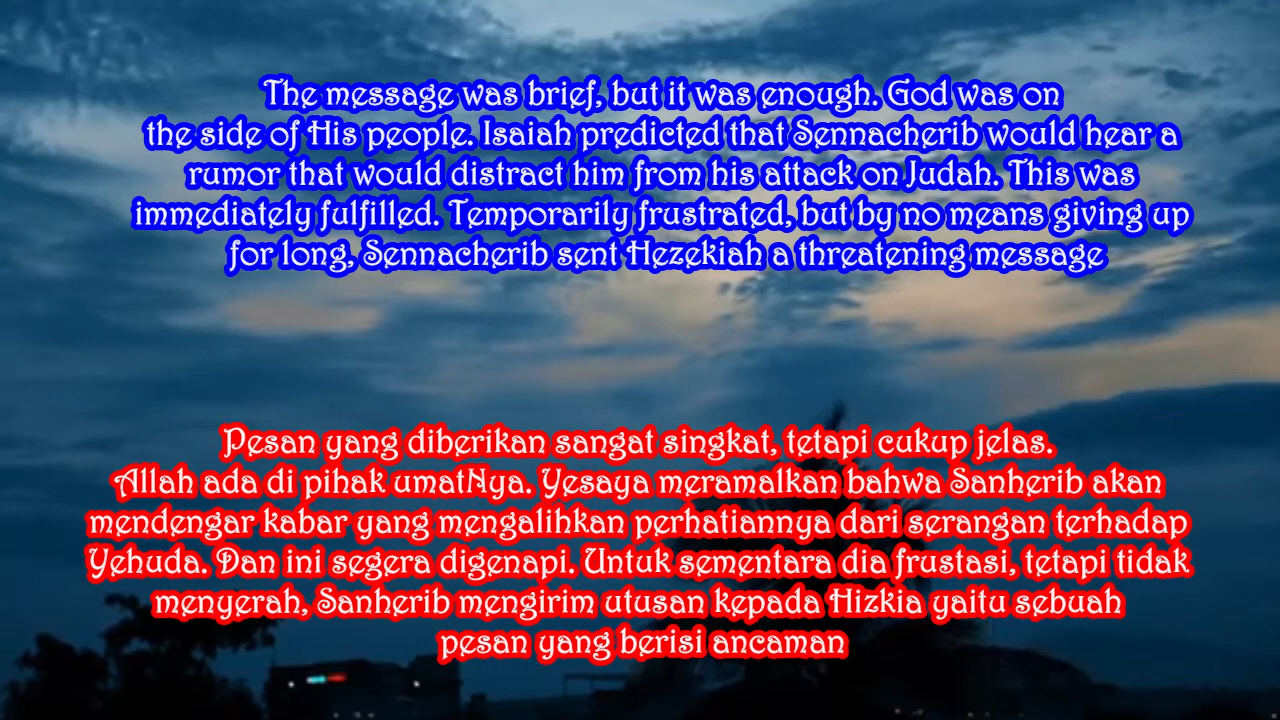 The message was brief, but it was enough. God was on
the side of His people. Isaiah predicted that Sennacherib would hear a
rumor that would distract him from his attack on Judah. This was
immediately fulfilled. Temporarily frustrated, but by no means giving up
for long, Sennacherib sent Hezekiah a threatening message
Pesan yang diberikan sangat singkat, tetapi cukup jelas.
Allah ada di pihak umatNya. Yesaya meramalkan bahwa Sanherib akan
mendengar kabar yang mengalihkan perhatiannya dari serangan terhadap
Yehuda. Dan ini segera digenapi. Untuk sementara dia frustasi, tetapi tidak
menyerah, Sanherib mengirim utusan kepada Hizkia yaitu sebuah
pesan yang berisi ancaman